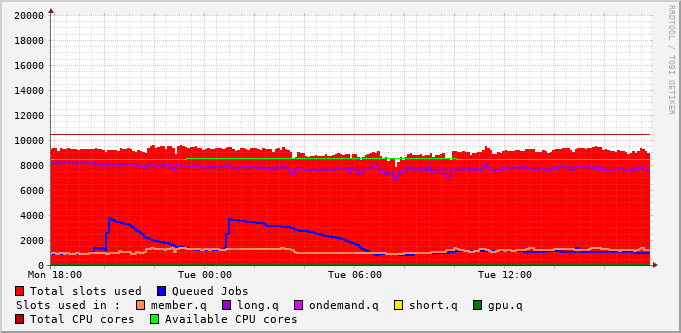 20000
18000
16000
14000
12000
10000
8000
6000
4000
2000
0
Mon 18:00 Tue 00:00 Tue 06:00 Tue 12:00
Total slots used Queued Jobs
Slots used in : member.q long.q ondemand.q short.q gpu.q
Total CPU cores Available CPU cores
RRDTOOL / TOBI OETIKER